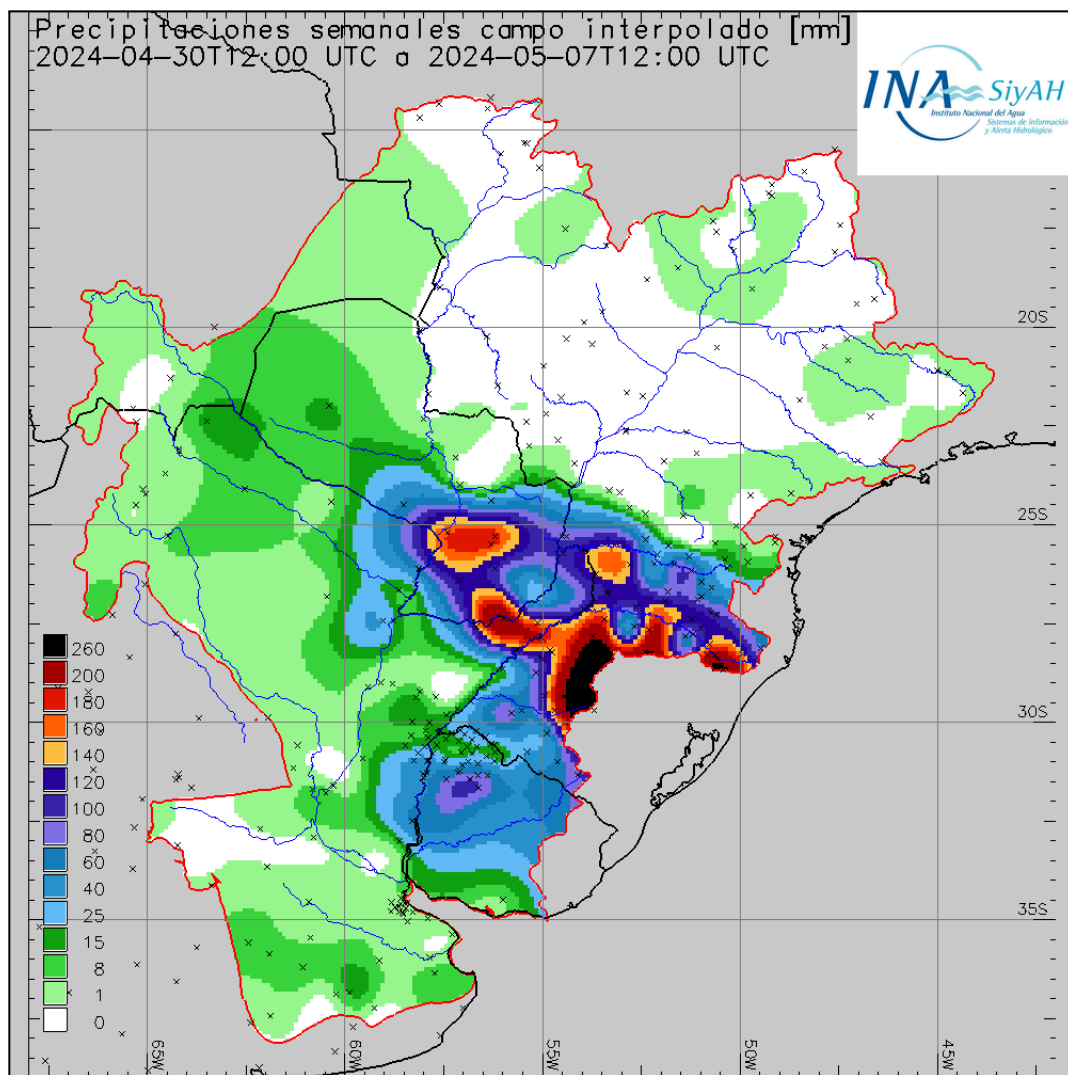 Precipitaciones semanales campo interpolado [mm]
2024-04-30T12:00 UTC a 2024-05-07T12:00 UTC
INA SiyAH
Instituto Nacional del Agua
Sistemas de información
y Alerta Hidrológico
20S
25S
30S
35S
260
200
180
160
140
120
100
80
60
40
25
15
8
1
0
65W
60W
55W
50W
45W